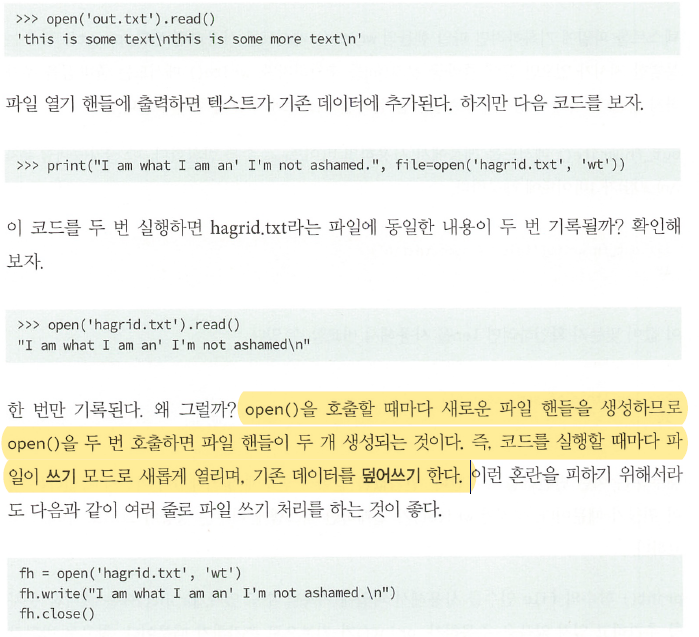 >>> open('out.txt').read()
'this is some text\nthis is some more text\n'
파일 열기 핸들에 출력하면 텍스트가 기존 데이터에 추가된다. 하지만 다음 코드를 보자.
>>> print("I am what I am an' I'm not ashamed.", file=open('hagrid.txt', 'wt'))
이 코드를 두 번 실행하면 hagrid.txt라는 파일에 동일한 내용이 두 번 기록될까? 확인해
보자.
>>> open('hagrid.txt').read()
"I am what I am an' I'm not ashamed\n"
한 번만 기록된다. 왜 그럴까? open()을 호출할 때마다 새로운 파일 핸들을 생성하므로
open()을 두 번 호출하면 파일 핸들이 두 개 생성되는 것이다. 즉, 코드를 실행할 때마다 파
일이 쓰기 모드로 새롭게 열리며, 기존 데이터를 덮어쓰기 한다. 이런 혼란을 피하기 위해서라
도 다음과 같이 여러 줄로 파일 쓰기 처리를 하는 것이 좋다.
fh = open('hagrid.txt', 'wt')
fh.write("I am what I am an' I'm not ashamed.\n")
fh.close()